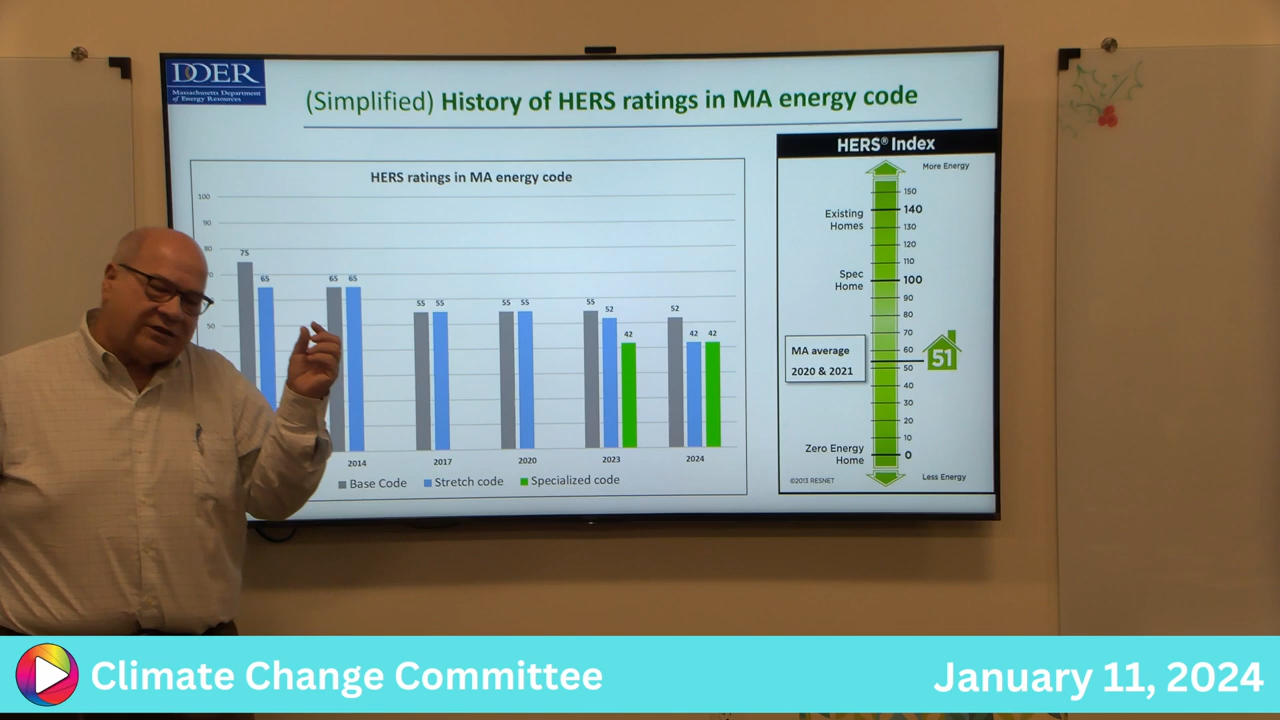 DOER
Massachusetts Department
of Energy Resources
(Simplified) History of HERS ratings in MA energy code
HERS ratings in MA energy code
100
90
80
50
75
65
65
65
55
55
55
55
55
52
42
52
42
42
2014
2017
2020
2023
2024
Base Code
Stretch code
Specialized code
HERS® Index
More Energy
150
140
130
120
110
100
90
80
70
60
50
40
30
20
10
0
Existing
Homes
Spec
Home
MA average
2020 & 2021
51
Zero Energy
Home
©2013 RESNET
Less Energy
Climate Change Committee
January 11, 2024